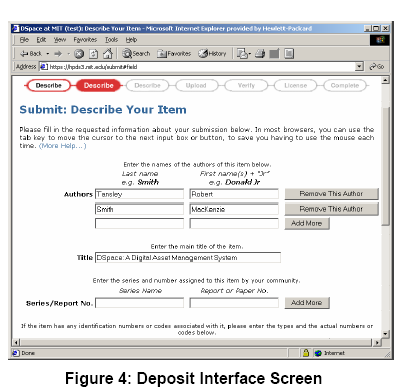 DSpace at MIT (test): Describe Your Item - Microsoft Internet Explorer provided by Hewlett-Packard
File Edit View Favorites Tools Help
Back Search Favorites History
Address https://hpds3.mit.edu/submit#field Go
Describe Describe Describe Upload Verify License Complete
Submit: Describe Your Item
Please fill in the requested information about your submission below. In most browsers, you can use the
tab key to move the cursor to the next input box or button, to save you having to use the mouse each
time. (More Help...)
Enter the names of the authors of this item below.
Last name First name(s) + "Jr"
e.g. Smith e.g. Donald Jr
Authors Tansley Robert Remove This Author
Smith MacKenzie Remove This Author
Add More
Enter the main title of the item.
Title DSpace: A Digital Asset Management System
Enter the series and number assigned to this item by your community.
Series Name Report or Paper No.
Series/Report No. Add More
If the item has any identification numbers or codes associated with it, please enter the types and the actual numbers or
codes below.
Done Internet
Figure 4: Deposit Interface Screen